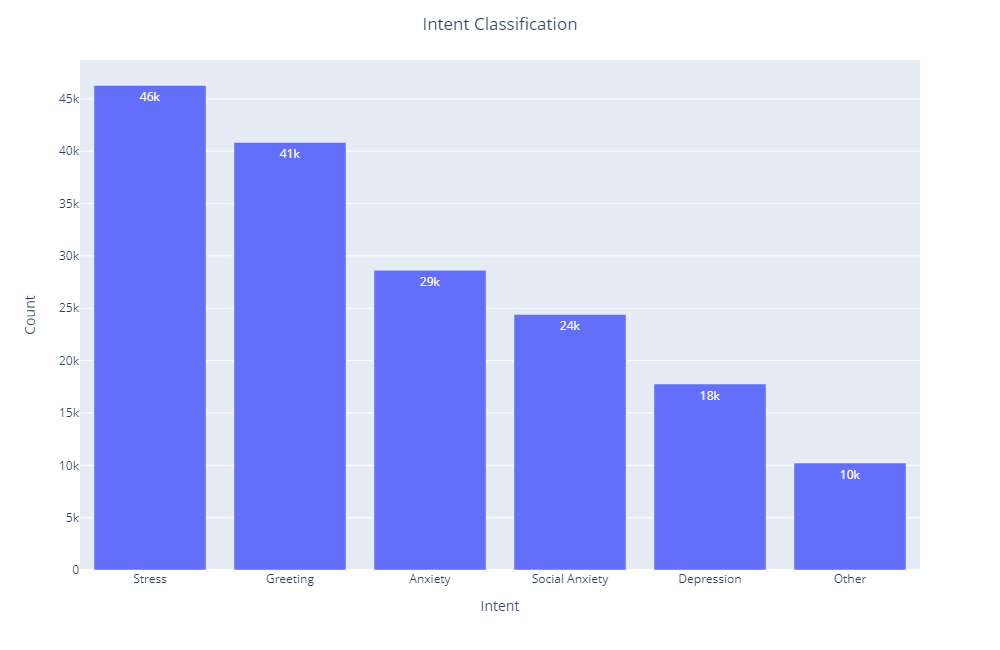 Intent Classification
45k
40k
35k
30k
25k
20k
15k
10k
5k
0
Count
46k
41k
29k
24k
18k
10k
Stress Greeting Anxiety Social Anxiety Depression Other
Intent